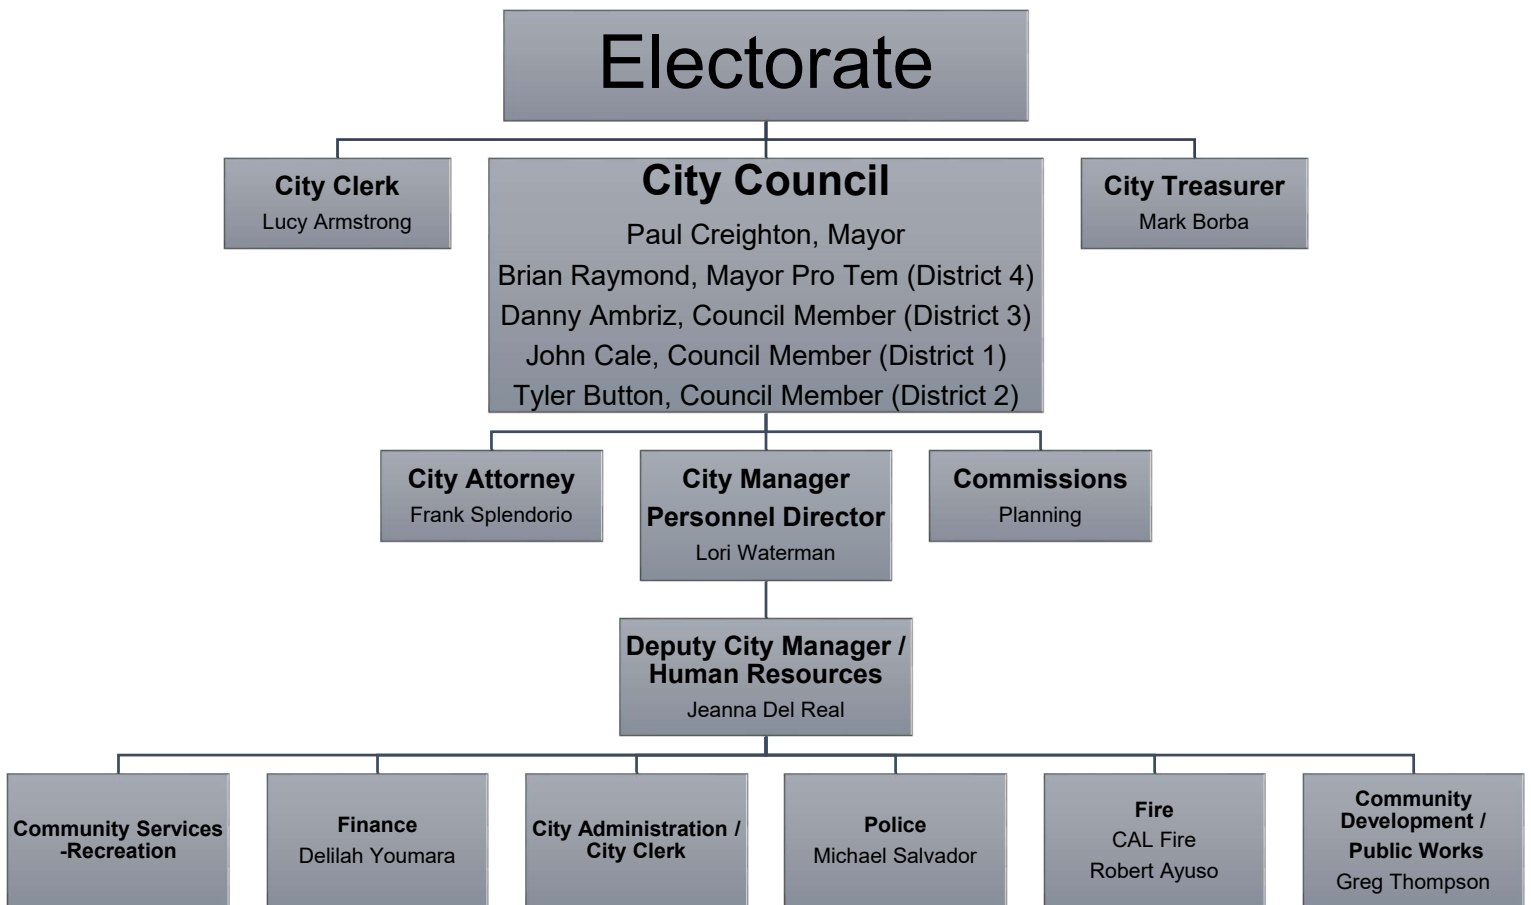 Electorate
City Clerk
Lucy Armstrong
City Council
Paul Creighton, Mayor
Brian Raymond, Mayor Pro Tem (District 4)
Danny Ambriz, Council Member (District 3)
John Cale, Council Member (District 1)
Tyler Button, Council Member (District 2)
City Treasurer
Mark Borba
City Attorney
Frank Splendorio
City Manager
Personnel Director
Lori Waterman
Commissions
Planning
Deputy City Manager /
Human Resources
Jeanna Del Real
Community Services
-Recreation
Finance
Delilah Youmara
City Administration /
City Clerk
Police
Michael Salvador
Fire
CAL Fire
Robert Ayuso
Community
Development /
Public Works
Greg Thompson